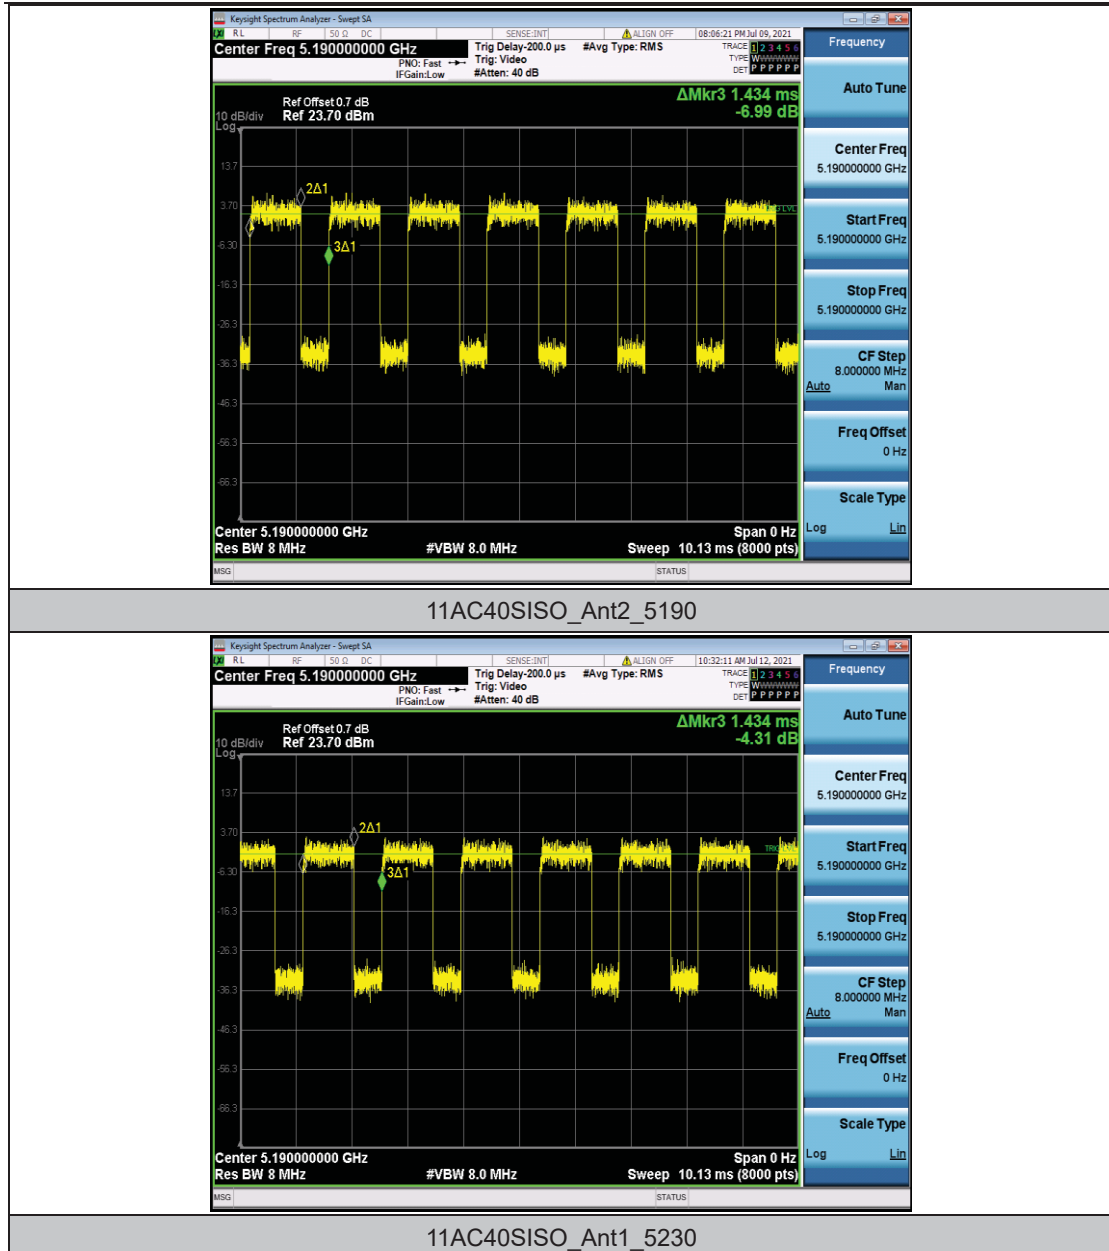 Keysight Spectrum Analyzer - Swept SA
LXI RL RF 50 Ω DC SENSE:INT ALIGN OFF 08:06:21 PM Jul 09, 2021
Center Freq 5.190000000 GHz
PNO: Fast
IFGain:Low
Trig Delay-200.0 µs
Trig: Video
#Atten: 40 dB
#Avg Type: RMS
TRACE 1 2 3 4 5 6
TYPE W
DET P P P P P P
Ref Offset 0.7 dB
10 dB/div Ref 23.70 dBm
Log
ΔMkr3 1.434 ms
-6.99 dB
13.7
3.70
-6.30
-16.3
-26.3
-36.3
-46.3
-56.3
-66.3
2Δ1
3Δ1
Center 5.190000000 GHz Span 0 Hz
Res BW 8 MHz #VBW 8.0 MHz Sweep 10.13 ms (8000 pts)
MSG STATUS
Frequency
Auto Tune
Center Freq
5.190000000 GHz
Start Freq
5.190000000 GHz
Stop Freq
5.190000000 GHz
CF Step
8.000000 MHz
Auto Man
Freq Offset
0 Hz
Scale Type
Log Lin
11AC40SISO_Ant2_5190
Keysight Spectrum Analyzer - Swept SA
LXI RL RF 50 Ω DC SENSE:INT ALIGN OFF 10:32:11 AM Jul 12, 2021
Center Freq 5.190000000 GHz
PNO: Fast
IFGain:Low
Trig Delay-200.0 µs
Trig: Video
#Atten: 40 dB
#Avg Type: RMS
TRACE 1 2 3 4 5 6
TYPE W
DET P P P P P P
Ref Offset 0.7 dB
10 dB/div Ref 23.70 dBm
Log
ΔMkr3 1.434 ms
-4.31 dB
13.7
3.70
-6.30
-16.3
-26.3
-36.3
-46.3
-56.3
-66.3
2Δ1
3Δ1
Center 5.190000000 GHz Span 0 Hz
Res BW 8 MHz #VBW 8.0 MHz Sweep 10.13 ms (8000 pts)
MSG STATUS
Frequency
Auto Tune
Center Freq
5.190000000 GHz
Start Freq
5.190000000 GHz
Stop Freq
5.190000000 GHz
CF Step
8.000000 MHz
Auto Man
Freq Offset
0 Hz
Scale Type
Log Lin
11AC40SISO_Ant1_5230